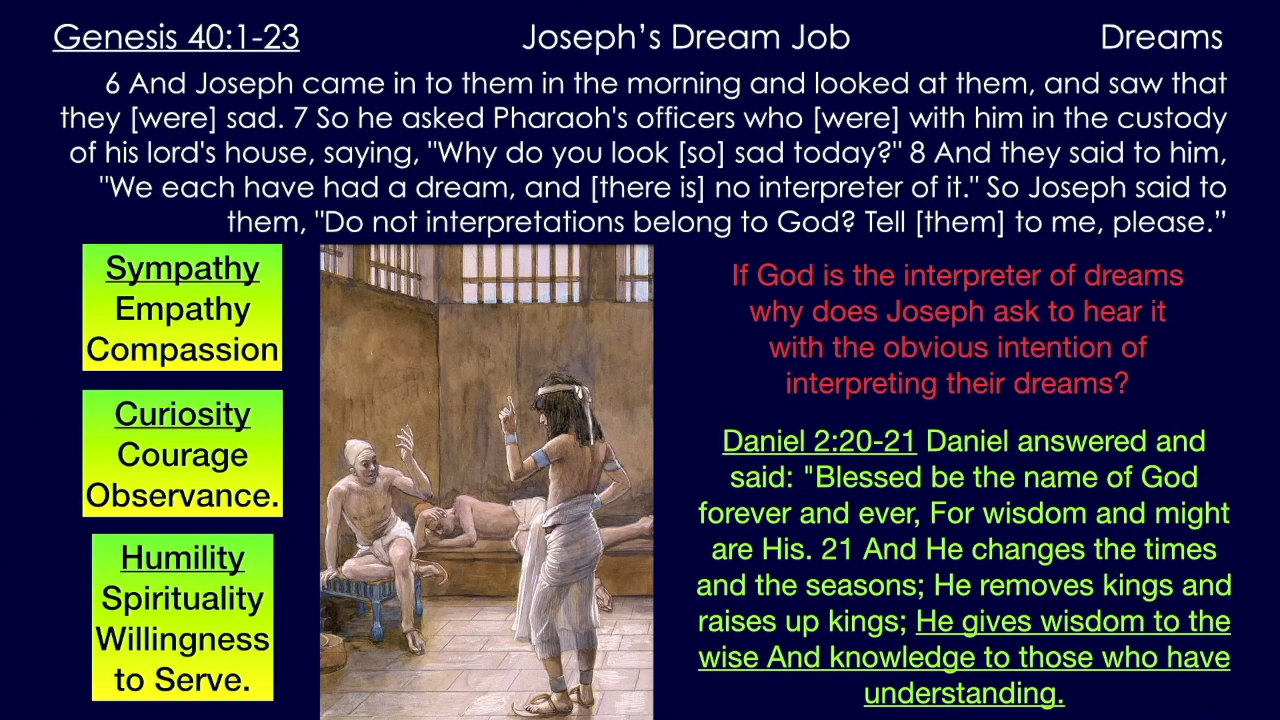 Genesis 40:1-23
Joseph’s Dream Job
Dreams
6 And Joseph came in to them in the morning and looked at them, and saw that
they [were] sad. 7 So he asked Pharaoh's officers who [were] with him in the custody
of his lord's house, saying, "Why do you look [so] sad today?" 8 And they said to him,
"We each have had a dream, and [there is] no interpreter of it." So Joseph said to
them, "Do not interpretations belong to God? Tell [them] to me, please.”
Sympathy
Empathy
Compassion
Curiosity
Courage
Observance.
Humility
Spirituality
Willingness
to Serve.
If God is the interpreter of dreams
why does Joseph ask to hear it
with the obvious intention of
interpreting their dreams?
Daniel 2:20-21 Daniel answered and
said: "Blessed be the name of God
forever and ever, For wisdom and might
are His. 21 And He changes the times
and the seasons; He removes kings and
raises up kings; He gives wisdom to the
wise And knowledge to those who have
understanding.